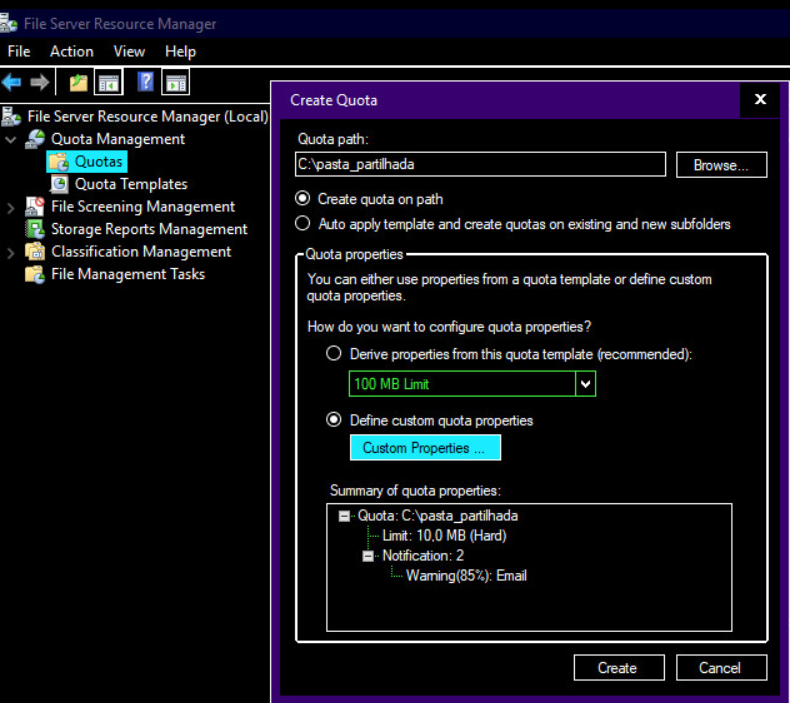 File Server Resource Manager
File Action View Help
File Server Resource Manager (Local)
Quota Management
Quotas
Quota Templates
File Screening Management
Storage Reports Management
Classification Management
File Management Tasks
Create Quota
x
Quota path:
C:\pasta_partilhada
Browse...
Create quota on path
Auto apply template and create quotas on existing and new subfolders
Quota properties
You can either use properties from a quota template or define custom
quota properties.
How do you want to configure quota properties?
Derive properties from this quota template (recommended):
100 MB Limit
Define custom quota properties
Custom Properties ...
Summary of quota properties:
Quota: C:\pasta_partilhada
Limit: 10,0 MB (Hard)
Notification: 2
Warning(85%): Email
Create Cancel